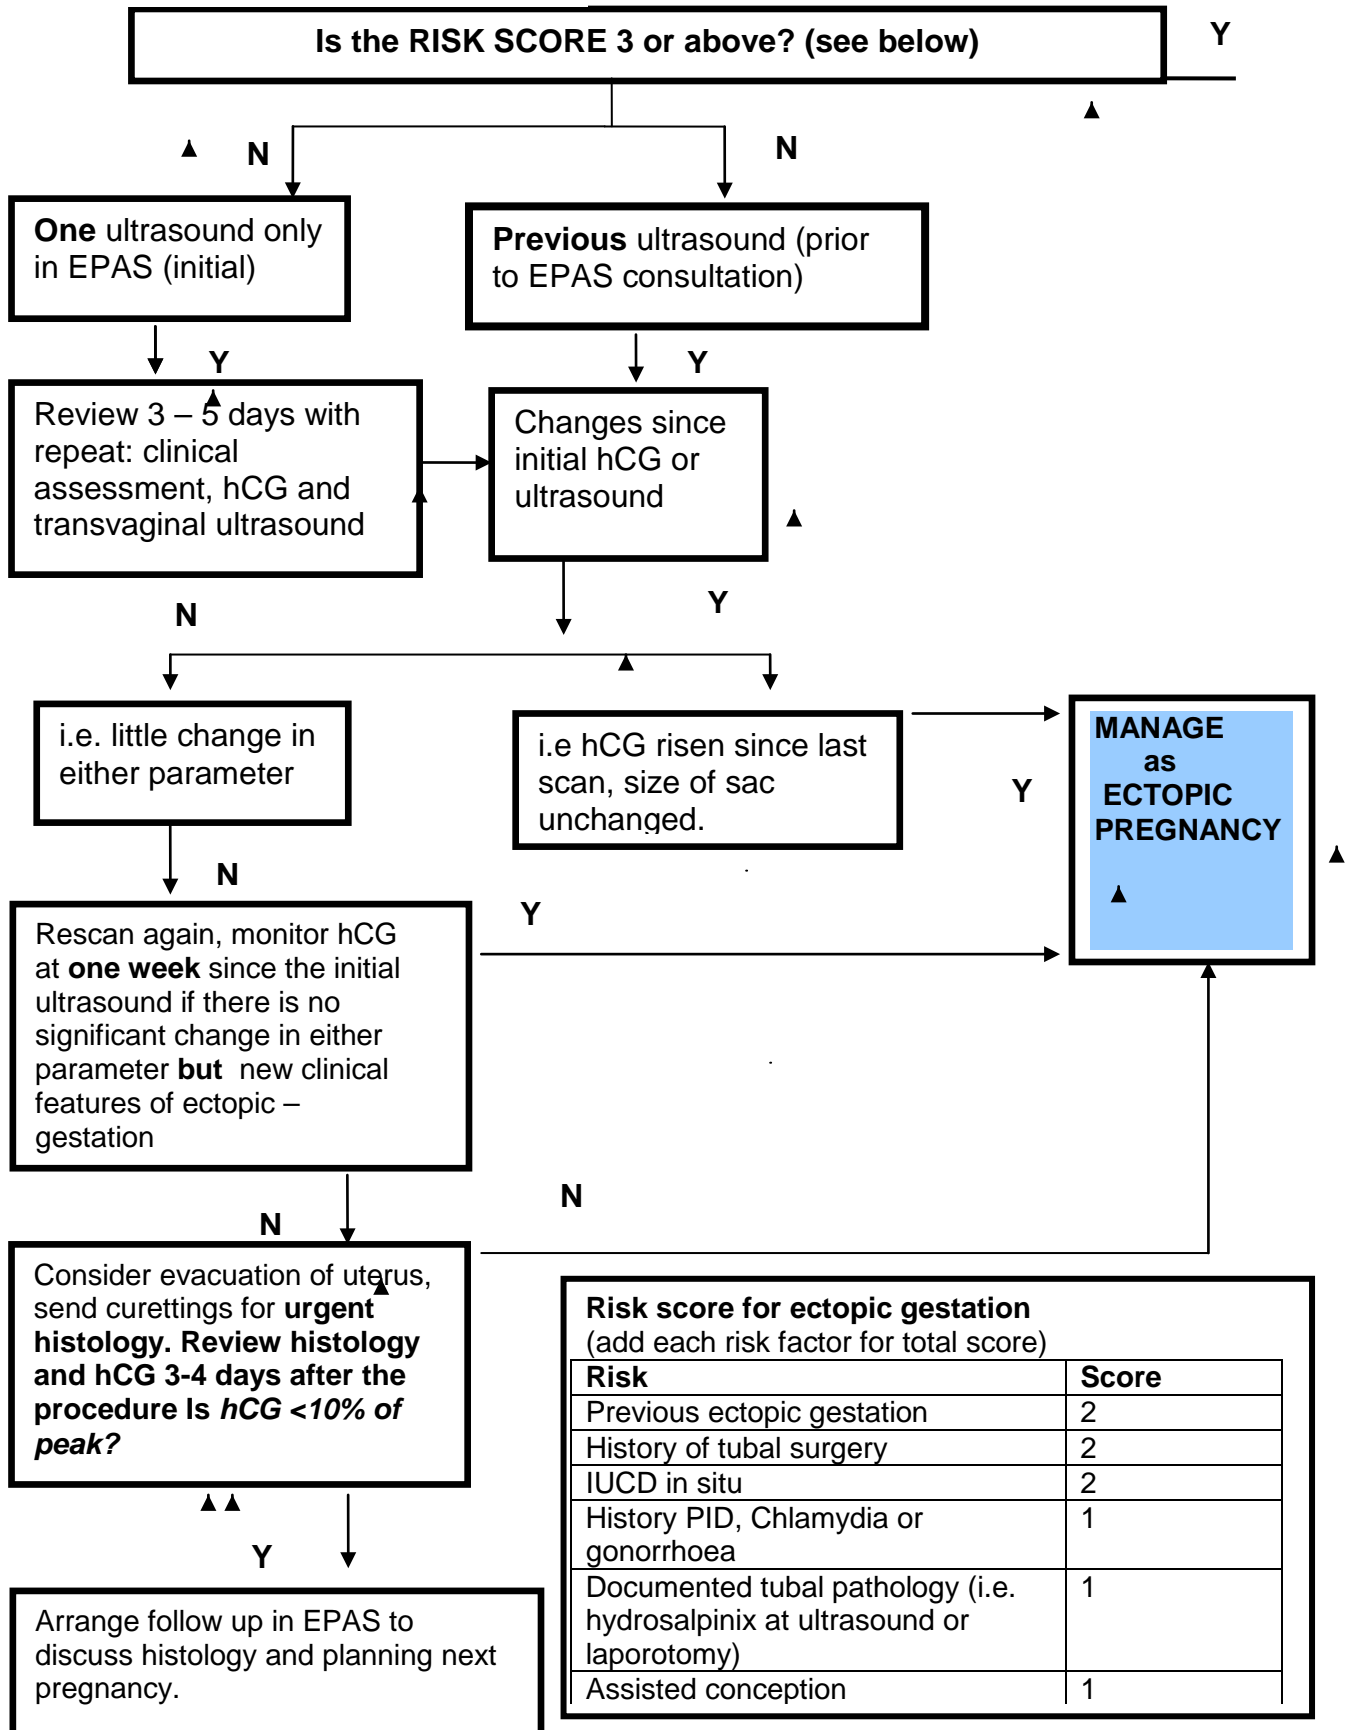 Is the RISK SCORE 3 or above? (see below)
Y
N
N
One ultrasound only
in EPAS (initial)
Previous ultrasound (prior
to EPAS consultation)
Y
Y
Review 3 – 5 days with
repeat: clinical
assessment, hCG and
transvaginal ultrasound
Changes since
initial hCG or
ultrasound
N
Y
i.e. little change in
either parameter
i.e hCG risen since last
scan, size of sac
unchanged.
Y
MANAGE
as
ECTOPIC
PREGNANCY
N
Y
Rescan again, monitor hCG
at one week since the initial
ultrasound if there is no
significant change in either
parameter but new clinical
features of ectopic –
gestation
N
N
Consider evacuation of uterus,
send curettings for urgent
histology. Review histology
and hCG 3-4 days after the
procedure Is hCG <10% of
peak?
Y
Arrange follow up in EPAS to
discuss histology and planning next
pregnancy.
Risk score for ectopic gestation
(add each risk factor for total score)
Risk Score
Previous ectopic gestation 2
History of tubal surgery 2
IUCD in situ 2
History PID, Chlamydia or 1
gonorrhoea
Documented tubal pathology (i.e. 1
hydrosalpinix at ultrasound or
laporotomy)
Assisted conception 1